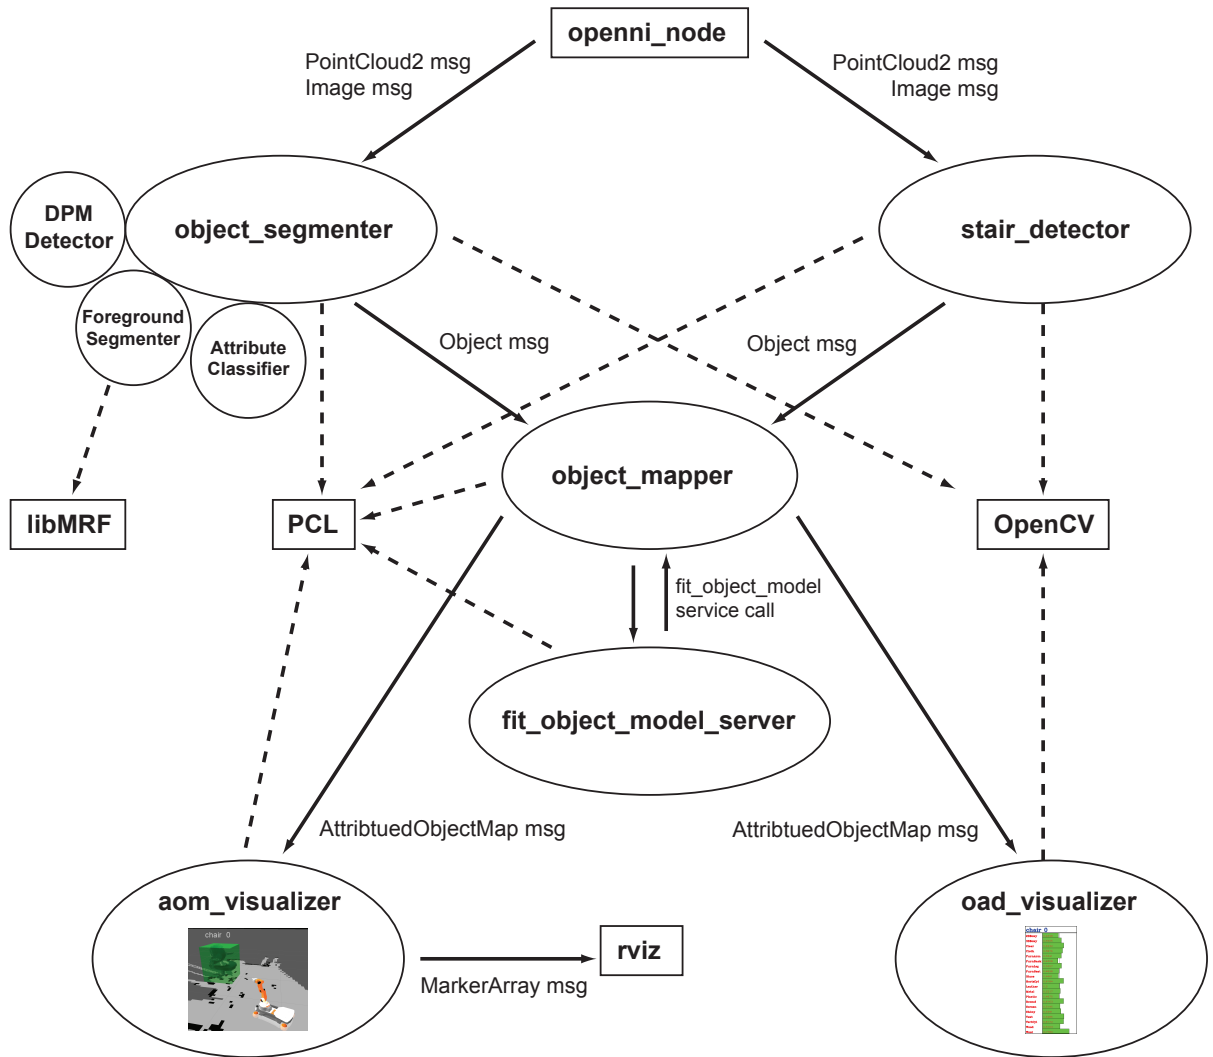 openni_node
PointCloud2 msg
Image msg
PointCloud2 msg
Image msg
DPM
Detector
object_segmenter
stair_detector
Foreground
Segmenter
Attribute
Classifier
Object msg
Object msg
object_mapper
libMRF
PCL
OpenCV
fit_object_model
service call
fit_object_model_server
AttribtuedObjectMap msg
AttribtuedObjectMap msg
aom_visualizer
chair 0
oad_visualizer
chair_0
rviz
MarkerArray msg